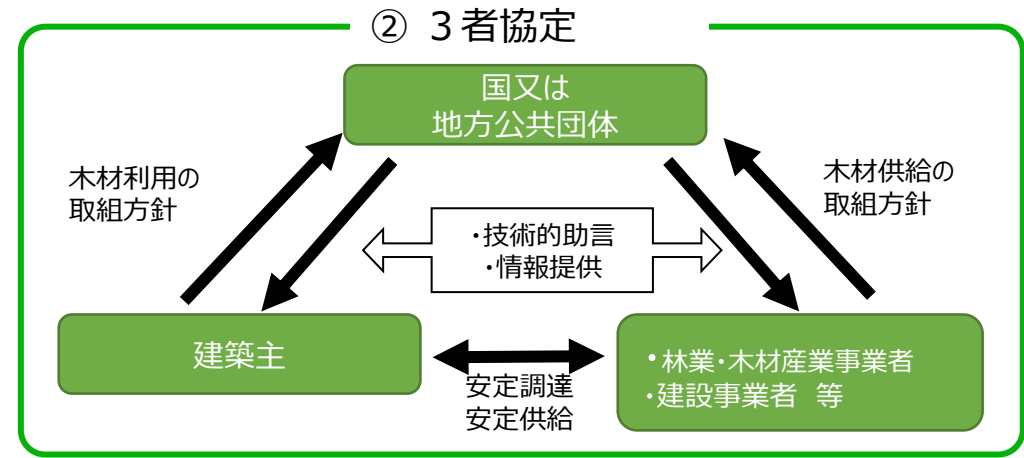 ② 3者協定
国又は
地方公共団体
木材利用の
取組方針
木材供給の
取組方針
・技術的助言
・情報提供
建築主
安定調達
安定供給
・林業・木材産業事業者
・建設事業者 等